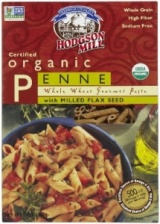 Whole Grain
High Fiber
Sodium Free
HODGSON
MILL
Certified
organic
USDA
ORGANIC
PENNE
Whole Wheat Gourmet Pasta
with MILLED FLAX SEED